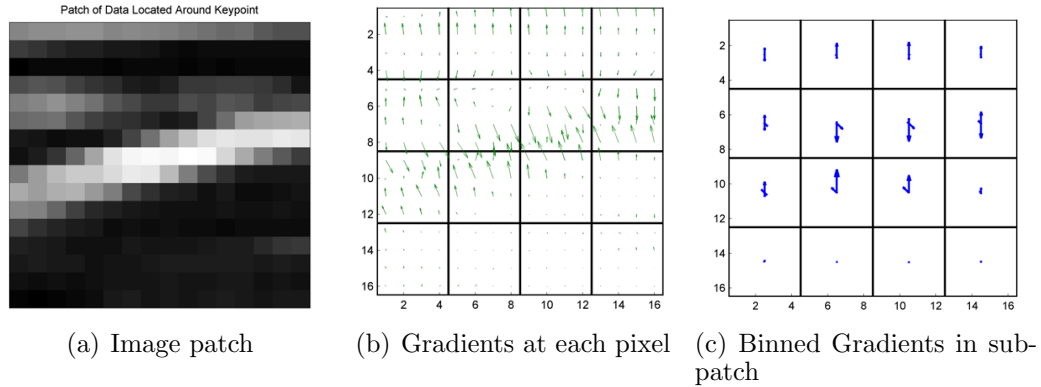 Patch of Data Located Around Keypoint
2
4
6
8
10
12
14
16
2 4 6 8 10 12 14 16
2
4
6
8
10
12
14
16
2 4 6 8 10 12 14 16
(a) Image patch
(b) Gradients at each pixel
(c) Binned Gradients in sub-
patch